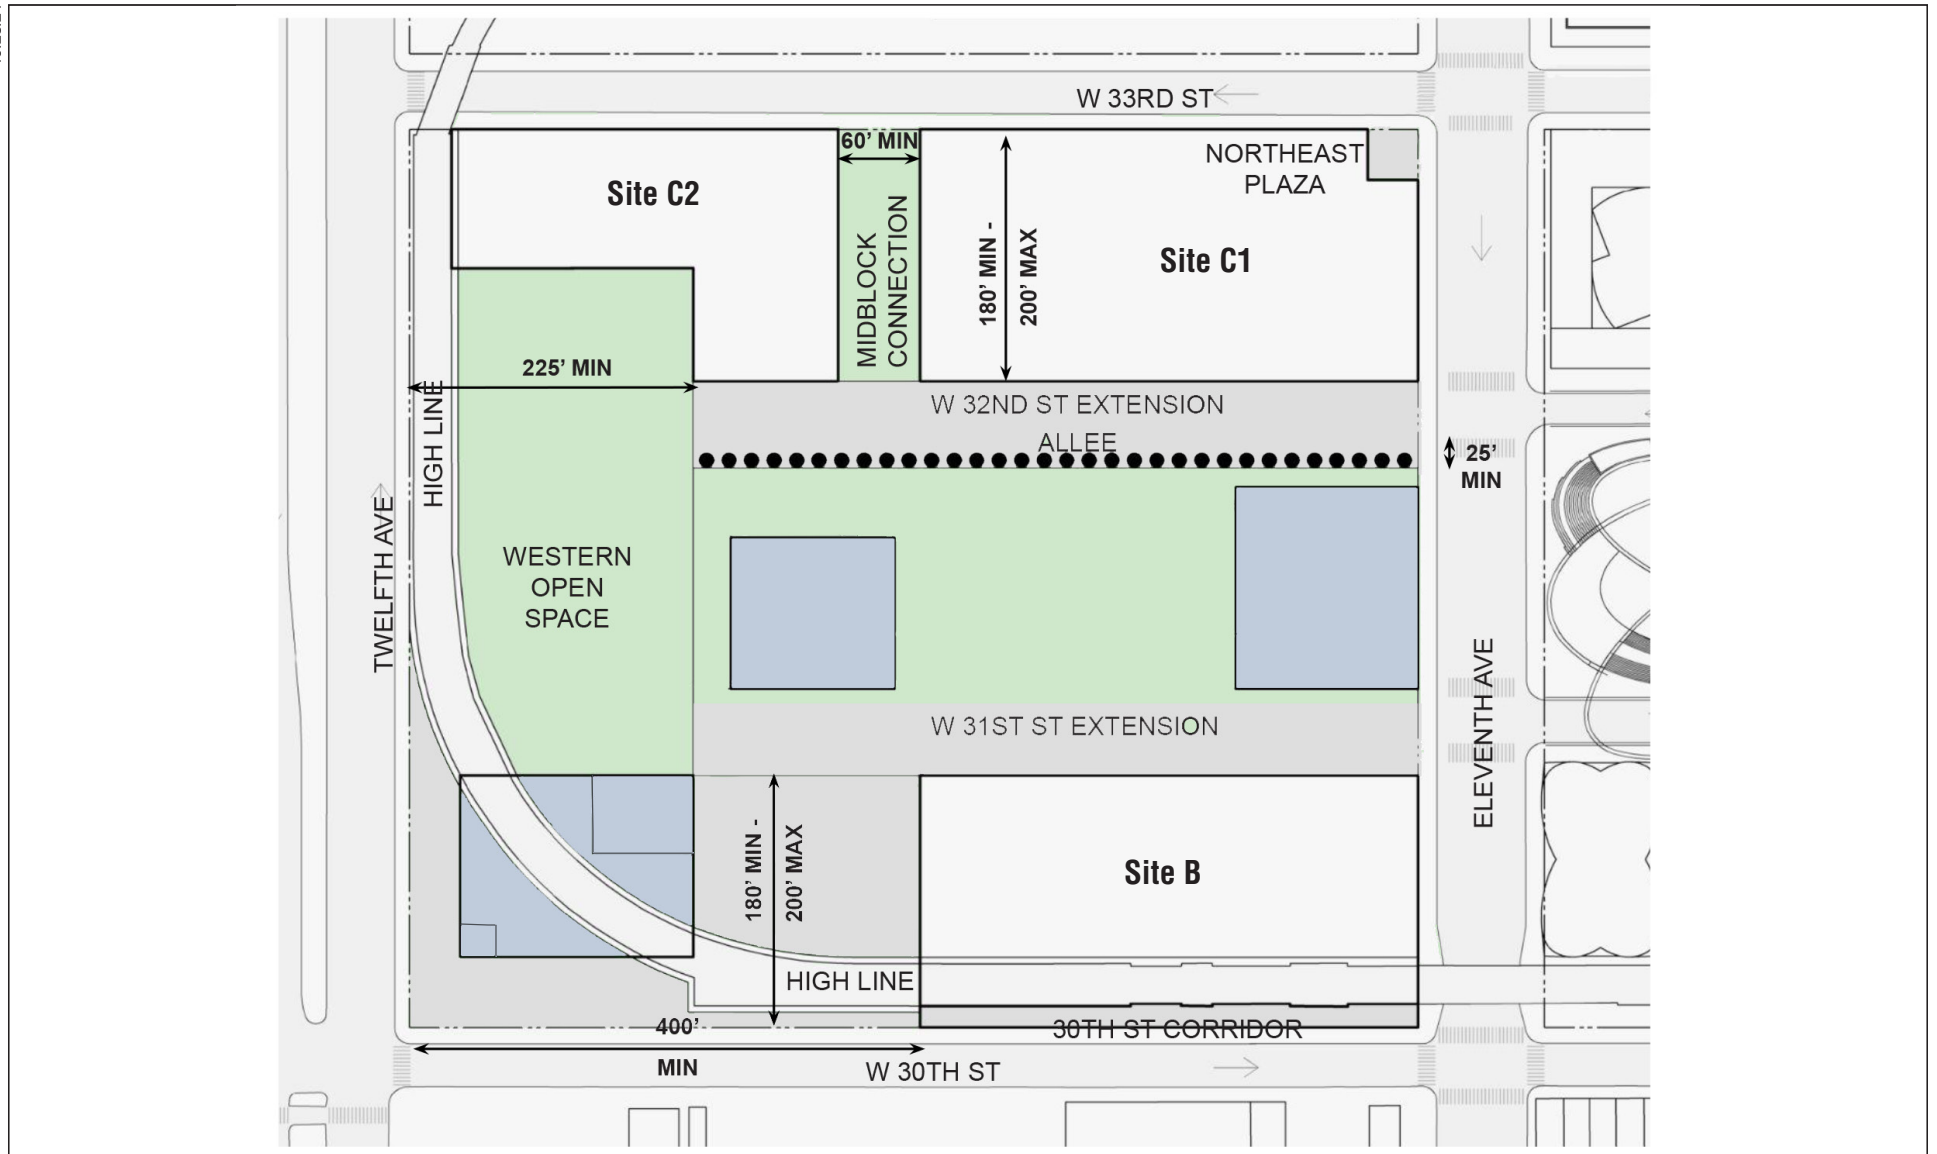 W 33RD ST
60’ MIN
NORTHEAST
PLAZA
Site C2
MIDBLOCK
CONNECTION
180’ MIN -
200’ MAX
Site C1
225’ MIN
HIGH LINE
W 32ND ST EXTENSION
ALLEE
25’
MIN
TWELFTH AVE
WESTERN
OPEN
SPACE
W 31ST ST EXTENSION
ELEVENTH AVE
180’ MIN -
200’ MAX
Site B
HIGH LINE
400’
MIN
30TH ST CORRIDOR
W 30TH ST